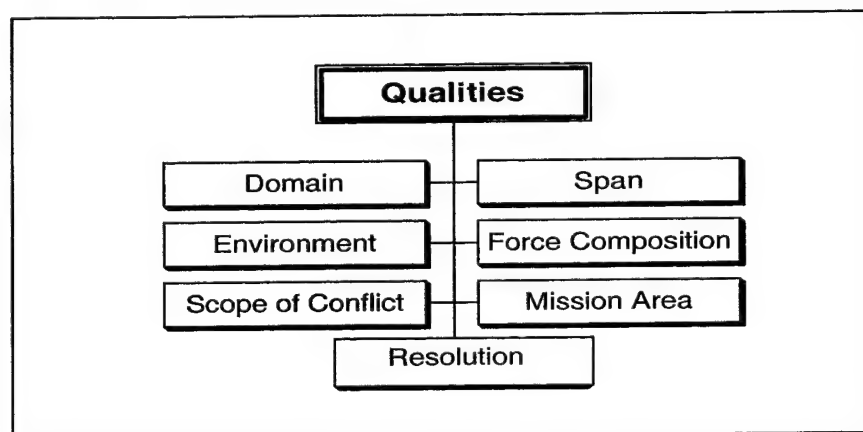 Qualities
Domain
Span
Environment
Force Composition
Scope of Conflict
Mission Area
Resolution